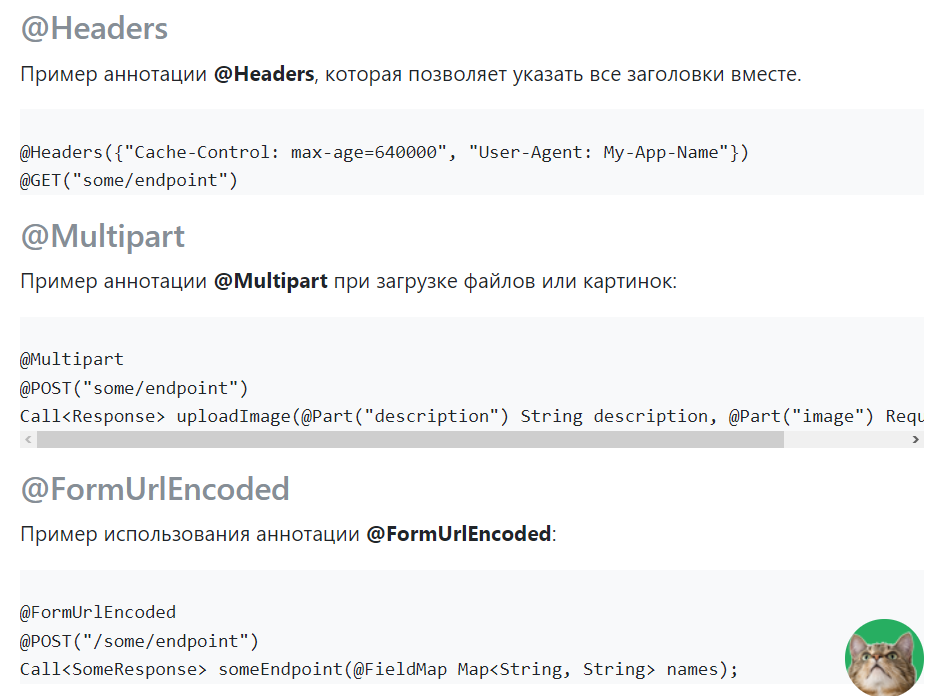 @Headers
Пример аннотации @Headers, которая позволяет указать все заголовки вместе.
@Headers({"Cache-Control: max-age=640000", "User-Agent: My-App-Name"})
@GET("some/endpoint")
@Multipart
Пример аннотации @Multipart при загрузке файлов или картинок:
@Multipart
@POST("some/endpoint")
Call<Response> uploadImage(@Part("description") String description, @Part("image") Requ
@FormUrlEncoded
Пример использования аннотации @FormUrlEncoded:
@FormUrlEncoded
@POST("/some/endpoint")
Call<SomeResponse> someEndpoint(@FieldMap Map<String, String> names);